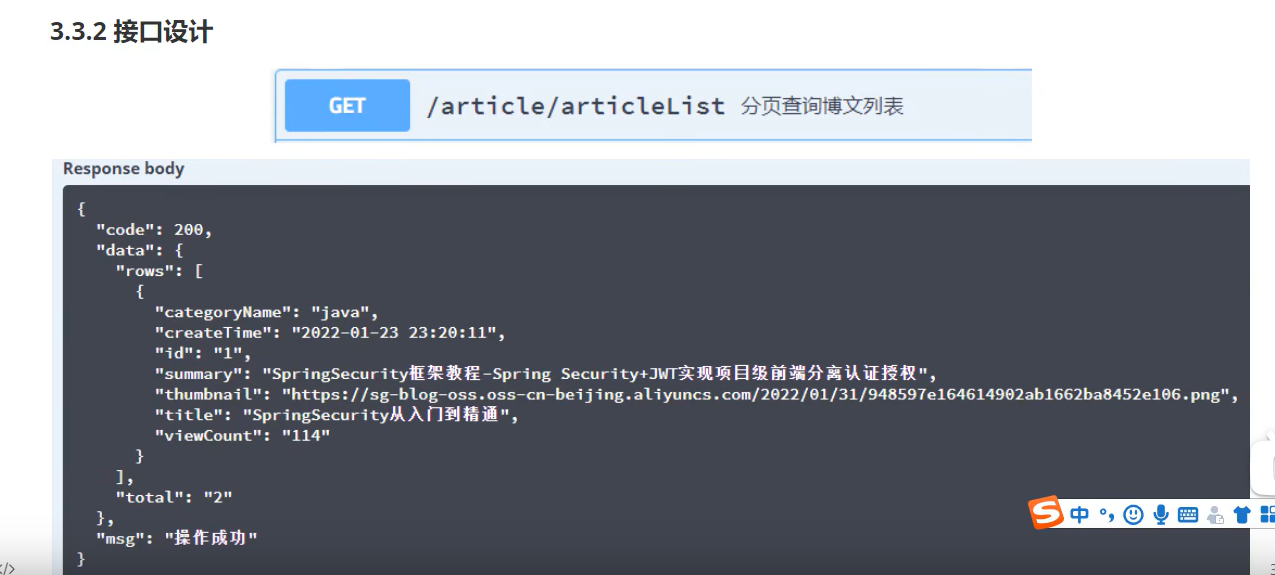 3.3.2 接口设计
GET /article/articleList 分页查询博文列表
Response body
{
"code": 200,
"data": {
"rows": [
{
"categoryName": "java",
"createTime": "2022-01-23 23:20:11",
"id": "1",
"summary": "SpringSecurity框架教程-Spring Security+JWT实现项目级前端分离认证授权",
"thumbnail": "https://sg-blog-oss.oss-cn-beijing.aliyuncs.com/2022/01/31/948597e164614902ab1662ba8452e106.png",
"title": "SpringSecurity从入门到精通",
"viewCount": "114"
}
],
"total": "2"
},
"msg": "操作成功"
}
S 中 °,
</>